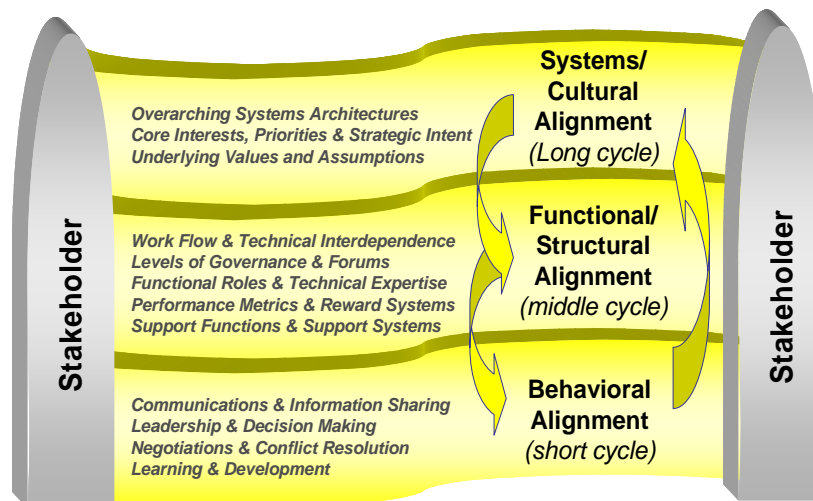 Stakeholder
Overarching Systems Architectures
Core Interests, Priorities & Strategic Intent
Underlying Values and Assumptions
Systems/
Cultural
Alignment
(Long cycle)
Work Flow & Technical Interdependence
Levels of Governance & Forums
Functional Roles & Technical Expertise
Performance Metrics & Reward Systems
Support Functions & Support Systems
Functional/
Structural
Alignment
(middle cycle)
Communications & Information Sharing
Leadership & Decision Making
Negotiations & Conflict Resolution
Learning & Development
Behavioral
Alignment
(short cycle)
Stakeholder